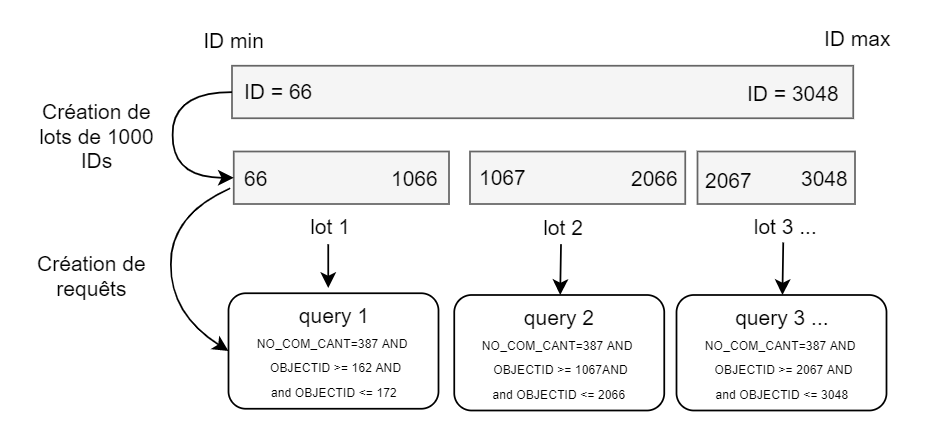 ID min
ID max
ID = 66
ID = 3048
Création de
lots de 1000
IDs
66
1066
1067
2066
2067
3048
lot 1
lot 2
lot 3 ...
Création de
requêts
query 1
NO_COM_CANT=387 AND
OBJECTID >= 162 AND
and OBJECTID <= 172
query 2
NO_COM_CANT=387 AND
OBJECTID >= 1067AND
and OBJECTID <= 2066
query 3 ...
NO_COM_CANT=387 AND
OBJECTID >= 2067 AND
and OBJECTID <= 3048